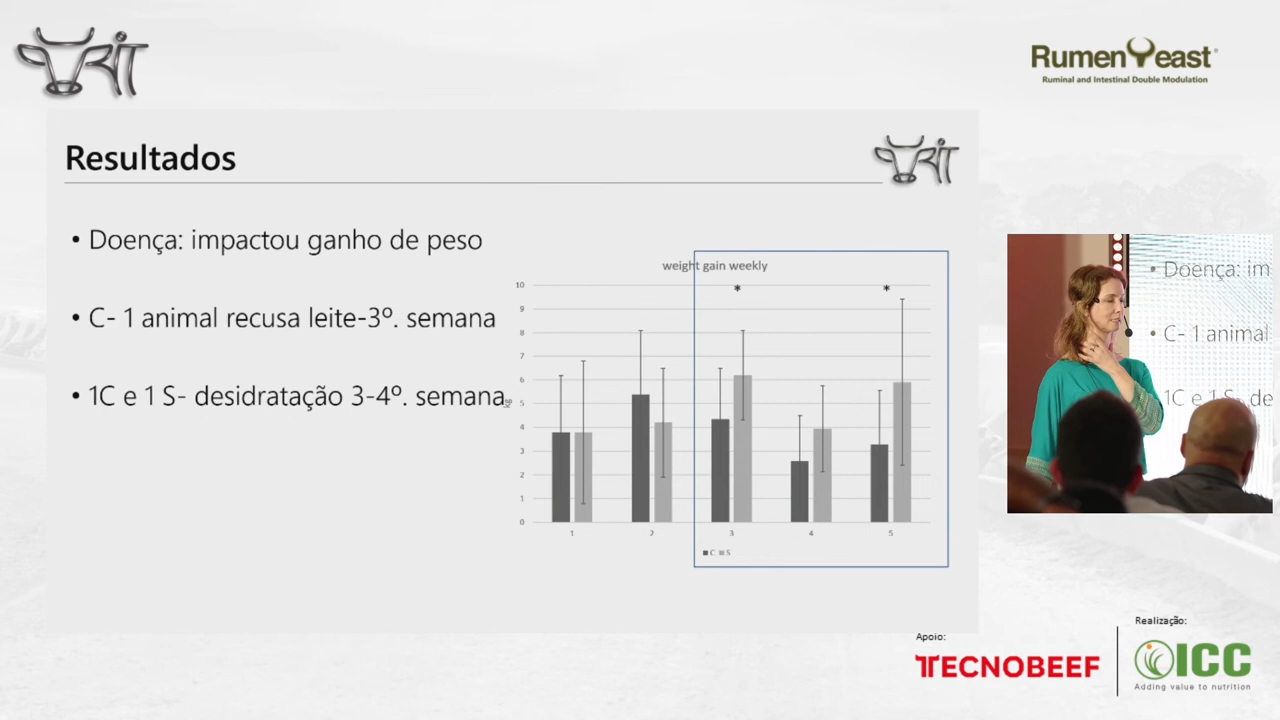 RIT
RumenYeast®
Ruminal and Intestinal Double Modulation
Resultados
RIT
• Doença: impactou ganho de peso
• C- 1 animal recusa leite-3º. semana
• 1C e 1 S- desidratação 3-4º. semana
weight gain weekly
10
9
8
7
6
5
4
3
2
1
0
kg
* *
1 2 3 4 5
C S
• Doença: im
• C- 1 animal
1C e 1 S- de
Apoio:
TECNOBEEF
Realização:
ICC
Adding value to nutrition